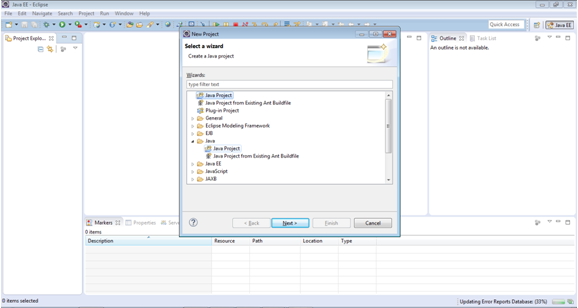 Java EE - Eclipse
File Edit Navigate Search Project Run Window Help
Quick Access
Java EE
Project Explo...
Outline
Task List
An outline is not available.
New Project
Select a wizard
Create a Java project
Wizards:
type filter text
Java Project
Java Project from Existing Ant Buildfile
Plug-in Project
General
Eclipse Modeling Framework
EJB
Java
Java Project
Java Project from Existing Ant Buildfile
Java EE
JavaScript
JAXB
< Back
Next >
Finish
Cancel
Markers
Properties
Serve
0 items
Description Resource Path Location Type
0 items selected
Updating Error Reports Database: (33%)